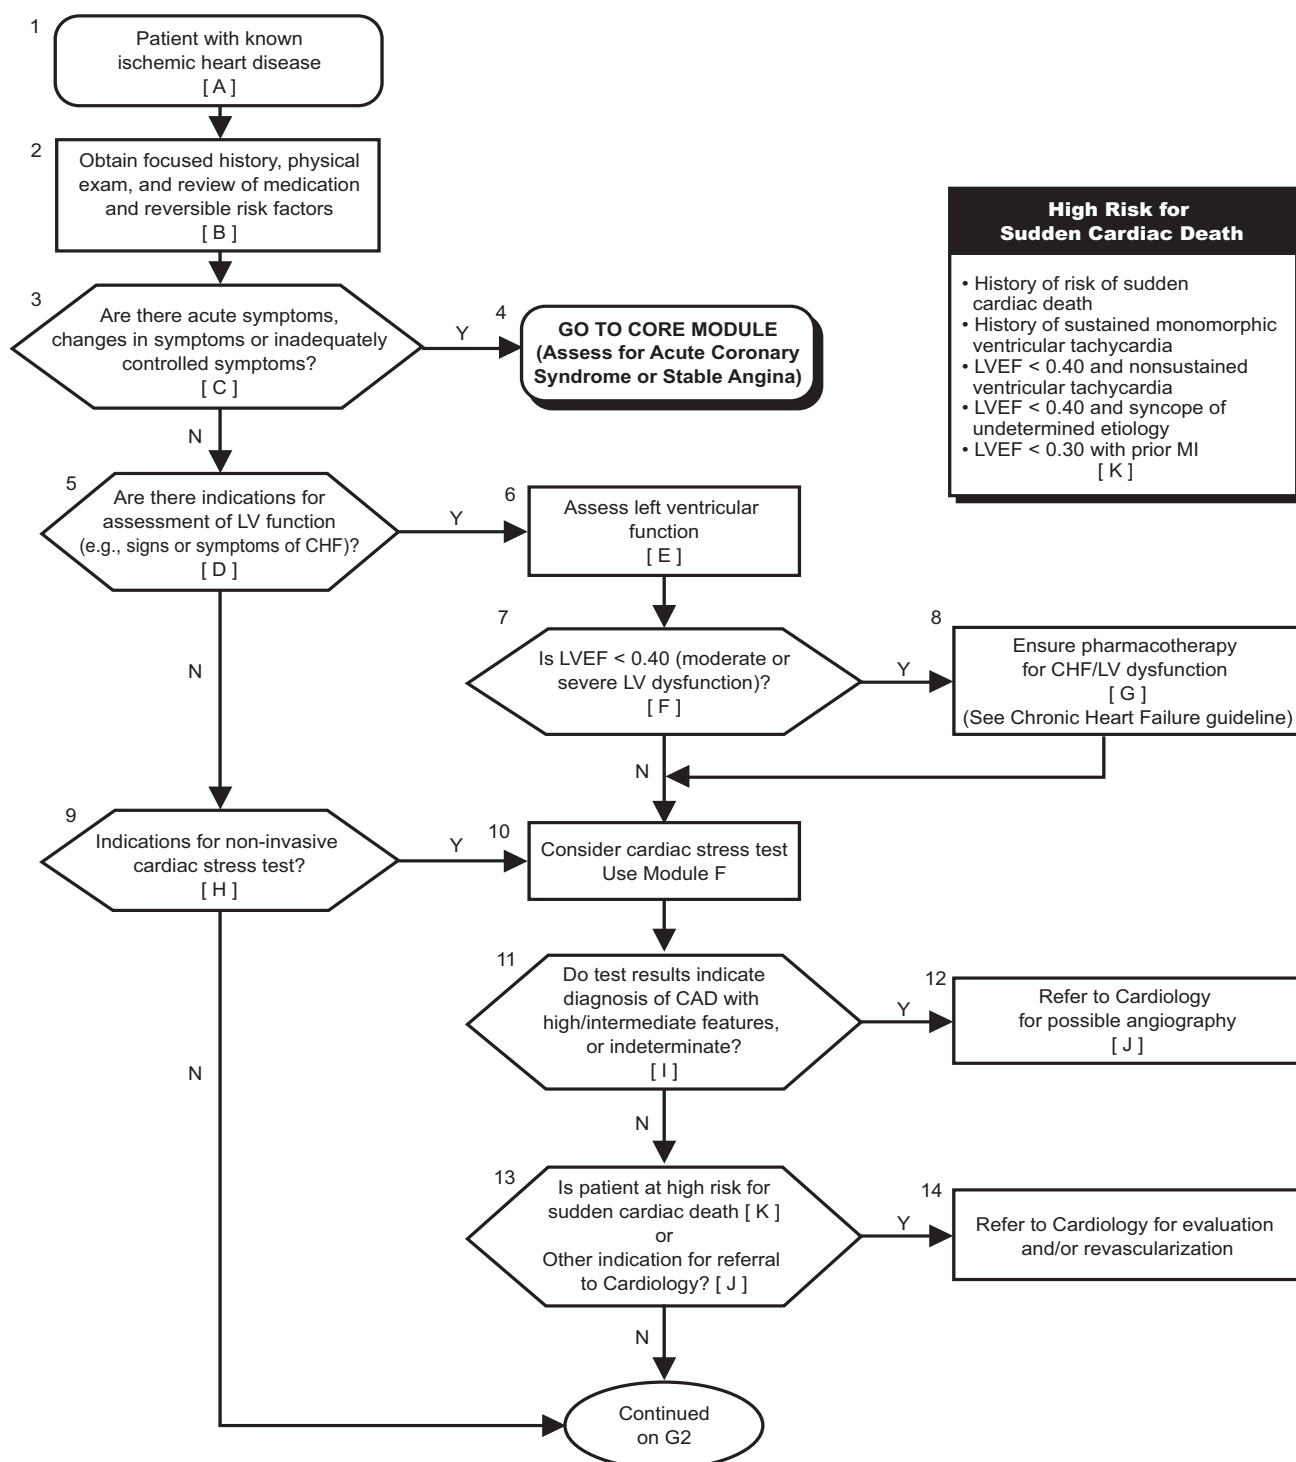 1
Patient with known
ischemic heart disease
[ A ]
2
Obtain focused history, physical
exam, and review of medication
and reversible risk factors
[ B ]
High Risk for
Sudden Cardiac Death
• History of risk of sudden
cardiac death
• History of sustained monomorphic
ventricular tachycardia
• LVEF < 0.40 and nonsustained
ventricular tachycardia
• LVEF < 0.40 and syncope of
undetermined etiology
• LVEF < 0.30 with prior MI
[ K ]
3
Are there acute symptoms,
changes in symptoms or inadequately
controlled symptoms?
[ C ]
Y
4
GO TO CORE MODULE
(Assess for Acute Coronary
Syndrome or Stable Angina)
N
5
Are there indications for
assessment of LV function
(e.g., signs or symptoms of CHF)?
[ D ]
Y
6
Assess left ventricular
function
[ E ]
N
7
Is LVEF < 0.40 (moderate or
severe LV dysfunction)?
[ F ]
Y
8
Ensure pharmacotherapy
for CHF/LV dysfunction
[ G ]
(See Chronic Heart Failure guideline)
N
9
Indications for non-invasive
cardiac stress test?
[ H ]
Y
10
Consider cardiac stress test
Use Module F
11
Do test results indicate
diagnosis of CAD with
high/intermediate features,
or indeterminate?
[ I ]
Y
12
Refer to Cardiology
for possible angiography
[ J ]
N
N
13
Is patient at high risk for
sudden cardiac death [ K ]
or
Other indication for referral
to Cardiology? [ J ]
Y
14
Refer to Cardiology for evaluation
and/or revascularization
N
Continued
on G2